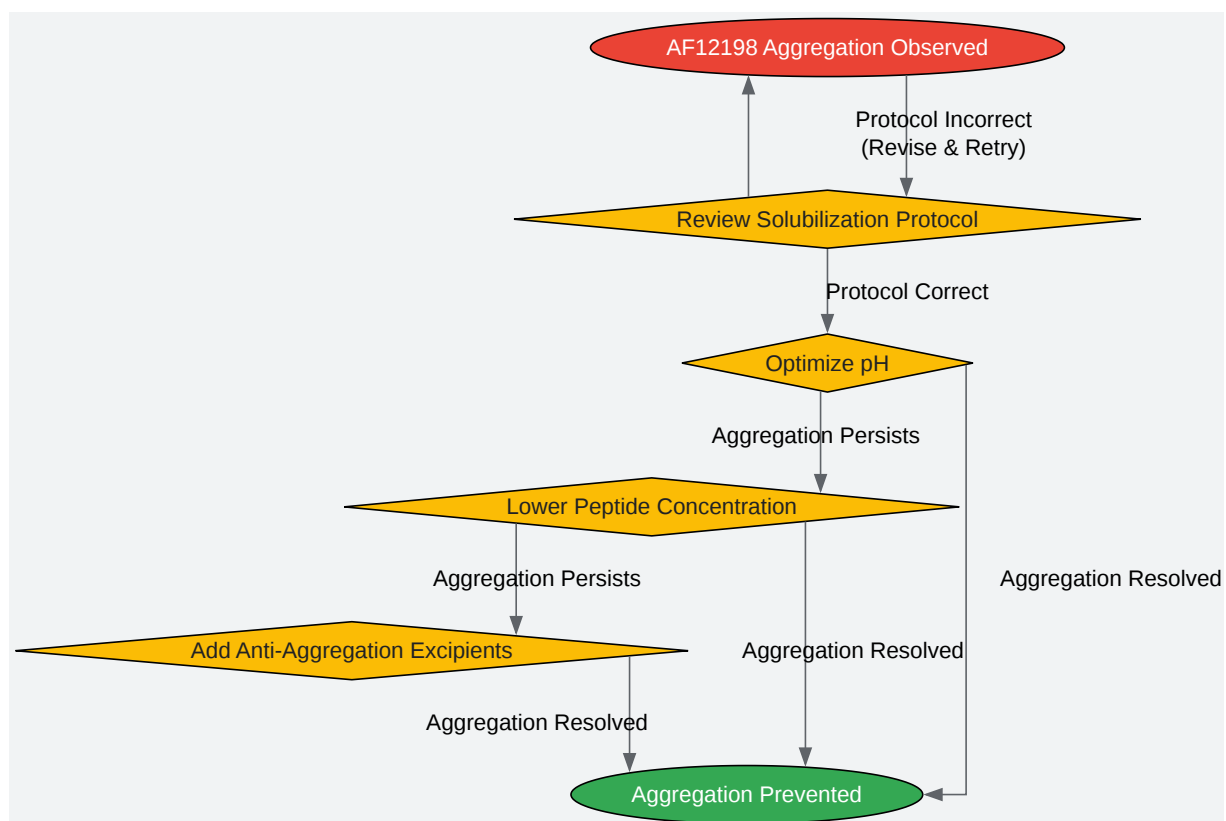 AF12198 Aggregation Observed
Protocol Incorrect
(Revise & Retry)
Review Solubilization Protocol
Protocol Correct
Optimize pH
Aggregation Persists
Lower Peptide Concentration
Aggregation Persists
Aggregation Resolved
Add Anti-Aggregation Excipients
Aggregation Resolved
Aggregation Resolved
Aggregation Prevented